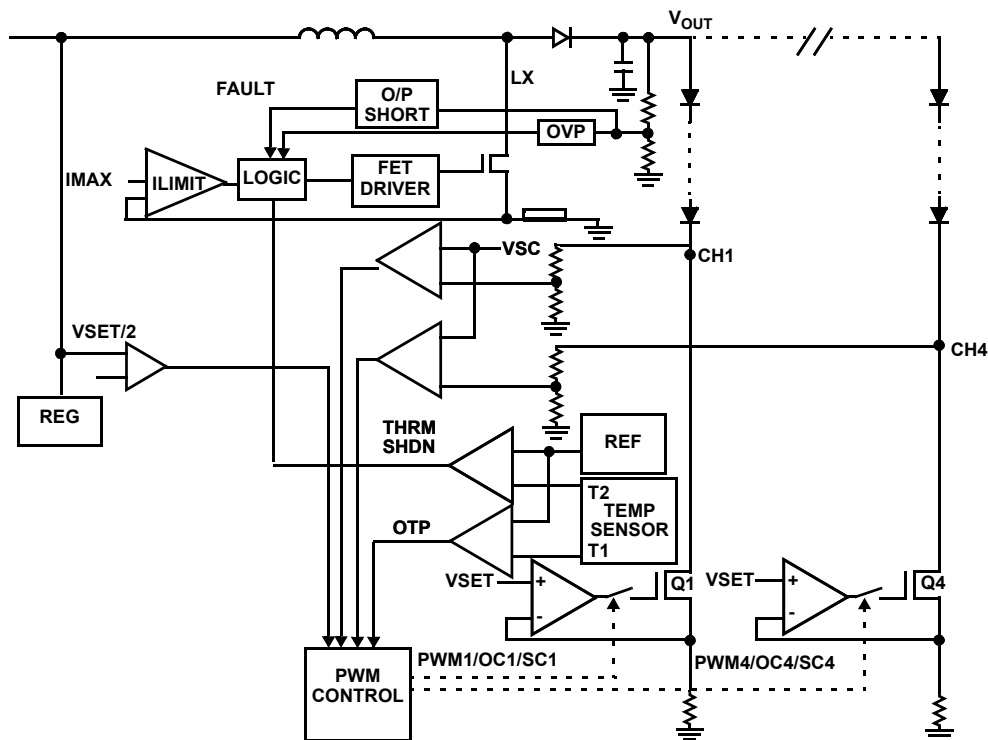 VOUT
LX
FAULT
O/P
SHORT
OVP
IMAX
ILIMIT
LOGIC
FET
DRIVER
VSC
CH1
VSET/2
CH4
REG
THRM
SHDN
REF
T2
TEMP
SENSOR
T1
OTP
VSET
+
-
Q1
VSET
+
-
Q4
PWM1/OC1/SC1
PWM4/OC4/SC4
PWM
CONTROL